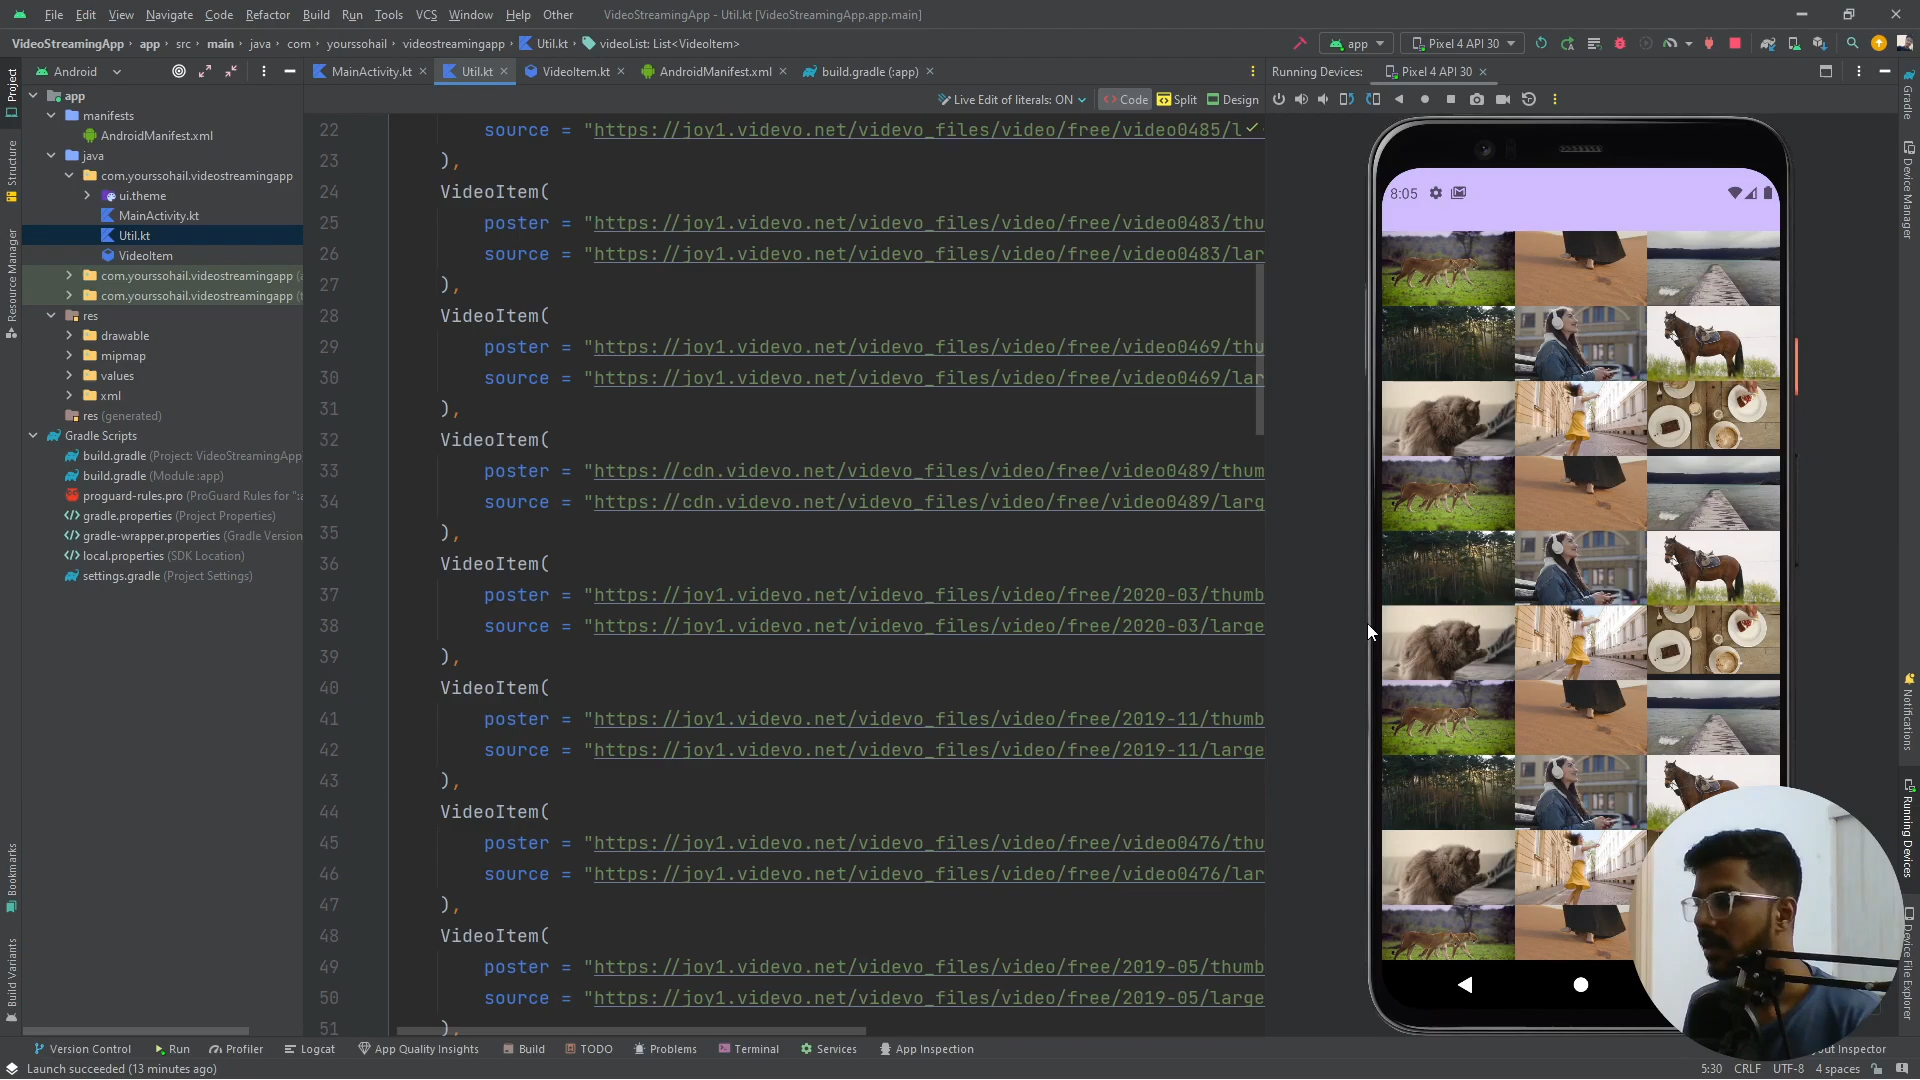 File Edit View Navigate Code Refactor Build Run Tools VCS Window Help Other VideoStreamingApp - Util.kt [VideoStreamingApp.app.main]
VideoStreamingApp app src main java com yourssohail videostreamingapp Util.kt videoList: List<VideoItem> app Pixel 4 API 30
Android MainActivity.kt Util.kt VideoItem.kt AndroidManifest.xml build.gradle (:app) Running Devices: Pixel 4 API 30
Live Edit of literals: ON Code Split Design
Project
Structure
Resource Manager
Bookmarks
Build Variants
app
manifests
AndroidManifest.xml
java
com.yourssohail.videostreamingapp
ui.theme
MainActivity.kt
Util.kt
VideoItem
com.yourssohail.videostreamingapp (
com.yourssohail.videostreamingapp (
res
drawable
mipmap
values
xml
res (generated)
Gradle Scripts
build.gradle (Project: VideoStreamingApp
build.gradle (Module :app)
proguard-rules.pro (ProGuard Rules for ":
gradle.properties (Project Properties)
gradle-wrapper.properties (Gradle Version
local.properties (SDK Location)
settings.gradle (Project Settings)
22 source = "https://joy1.videvo.net/videvo_files/video/free/video0485/l
23 ),
24 VideoItem(
25 poster = "https://joy1.videvo.net/videvo_files/video/free/video0483/thu
26 source = "https://joy1.videvo.net/videvo_files/video/free/video0483/lar
27 ),
28 VideoItem(
29 poster = "https://joy1.videvo.net/videvo_files/video/free/video0469/thu
30 source = "https://joy1.videvo.net/videvo_files/video/free/video0469/lar
31 ),
32 VideoItem(
33 poster = "https://cdn.videvo.net/videvo_files/video/free/video0489/thum
34 source = "https://cdn.videvo.net/videvo_files/video/free/video0489/larg
35 ),
36 VideoItem(
37 poster = "https://joy1.videvo.net/videvo_files/video/free/2020-03/thumb
38 source = "https://joy1.videvo.net/videvo_files/video/free/2020-03/large
39 ),
40 VideoItem(
41 poster = "https://joy1.videvo.net/videvo_files/video/free/2019-11/thumb
42 source = "https://joy1.videvo.net/videvo_files/video/free/2019-11/large
43 ),
44 VideoItem(
45 poster = "https://joy1.videvo.net/videvo_files/video/free/video0476/thu
46 source = "https://joy1.videvo.net/videvo_files/video/free/video0476/lar
47 ),
48 VideoItem(
49 poster = "https://joy1.videvo.net/videvo_files/video/free/2019-05/thumb
50 source = "https://joy1.videvo.net/videvo_files/video/free/2019-05/large
51 ),
8:05
Gradle
Device Manager
Notifications
Running Devices
Device File Explorer
Version Control Run Profiler Logcat App Quality Insights Build TODO Problems Terminal Services App Inspection out Inspector
Launch succeeded (13 minutes ago) 5:30 CRLF UTF-8 4 spaces